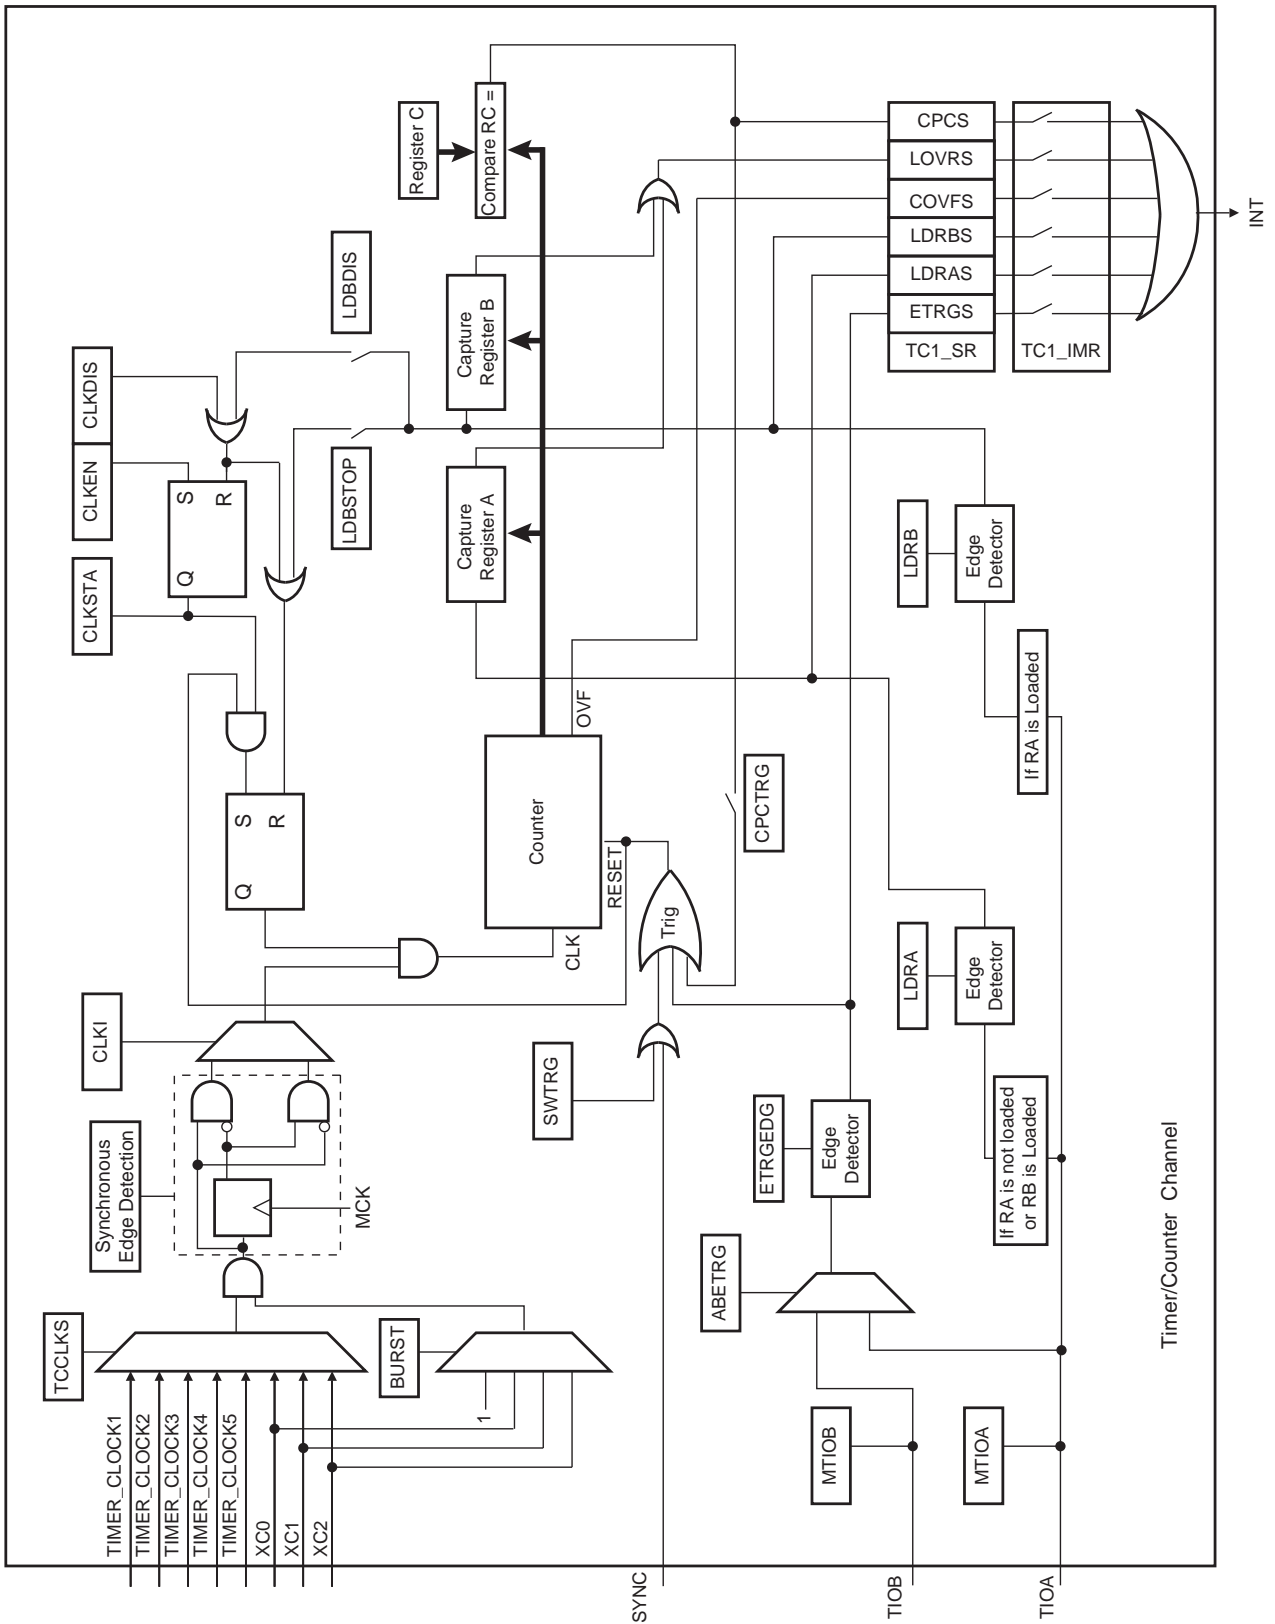 TIMER_CLOCK1
TIMER_CLOCK2
TIMER_CLOCK3
TIMER_CLOCK4
TIMER_CLOCK5
XC0
XC1
XC2
TCCLKS
BURST
1
Synchronous
Edge Detection
MCK
CLKI
CLKSTA
CLKEN
CLKDIS
Q
S
R
Q
S
R
LDBSTOP
LDBDIS
Register C
Capture
Register A
Capture
Register B
Compare RC =
Counter
CLK
OVF
RESET
SWTRG
Trig
CPCTRG
SYNC
MTIOB
TIOB
MTIOA
TIOA
ABETRG
ETRGEDG
Edge
Detector
LDRA
Edge
Detector
If RA is not loaded
or RB is Loaded
LDRB
Edge
Detector
If RA is Loaded
CPCS
LOVRS
COVFS
LDRBS
LDRAS
ETRGS
TC1_SR
TC1_IMR
INT
Timer/Counter Channel